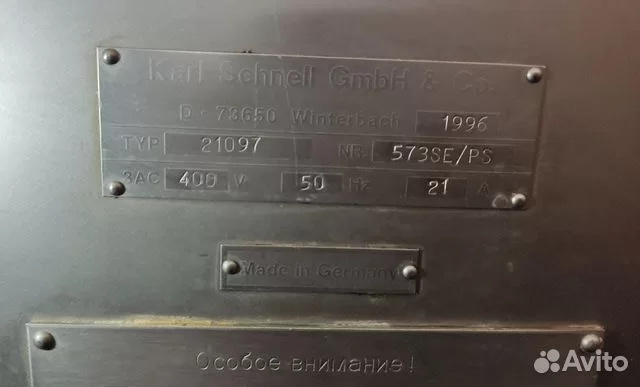 Karl Schnell GmbH & Co.
D - 73650 Winterbach 1996
TYP 21097 NR. 573SE/PS
3AC 400 V 50 Hz 21 A
Made in Germany
Особое внимание!
Avito